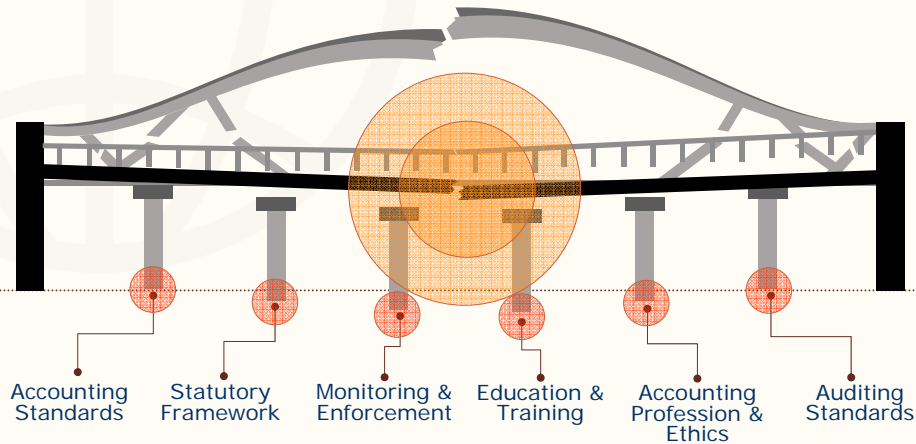 Accounting
Standards
Statutory
Framework
Monitoring &
Enforcement
Education &
Training
Accounting
Profession &
Ethics
Auditing
Standards